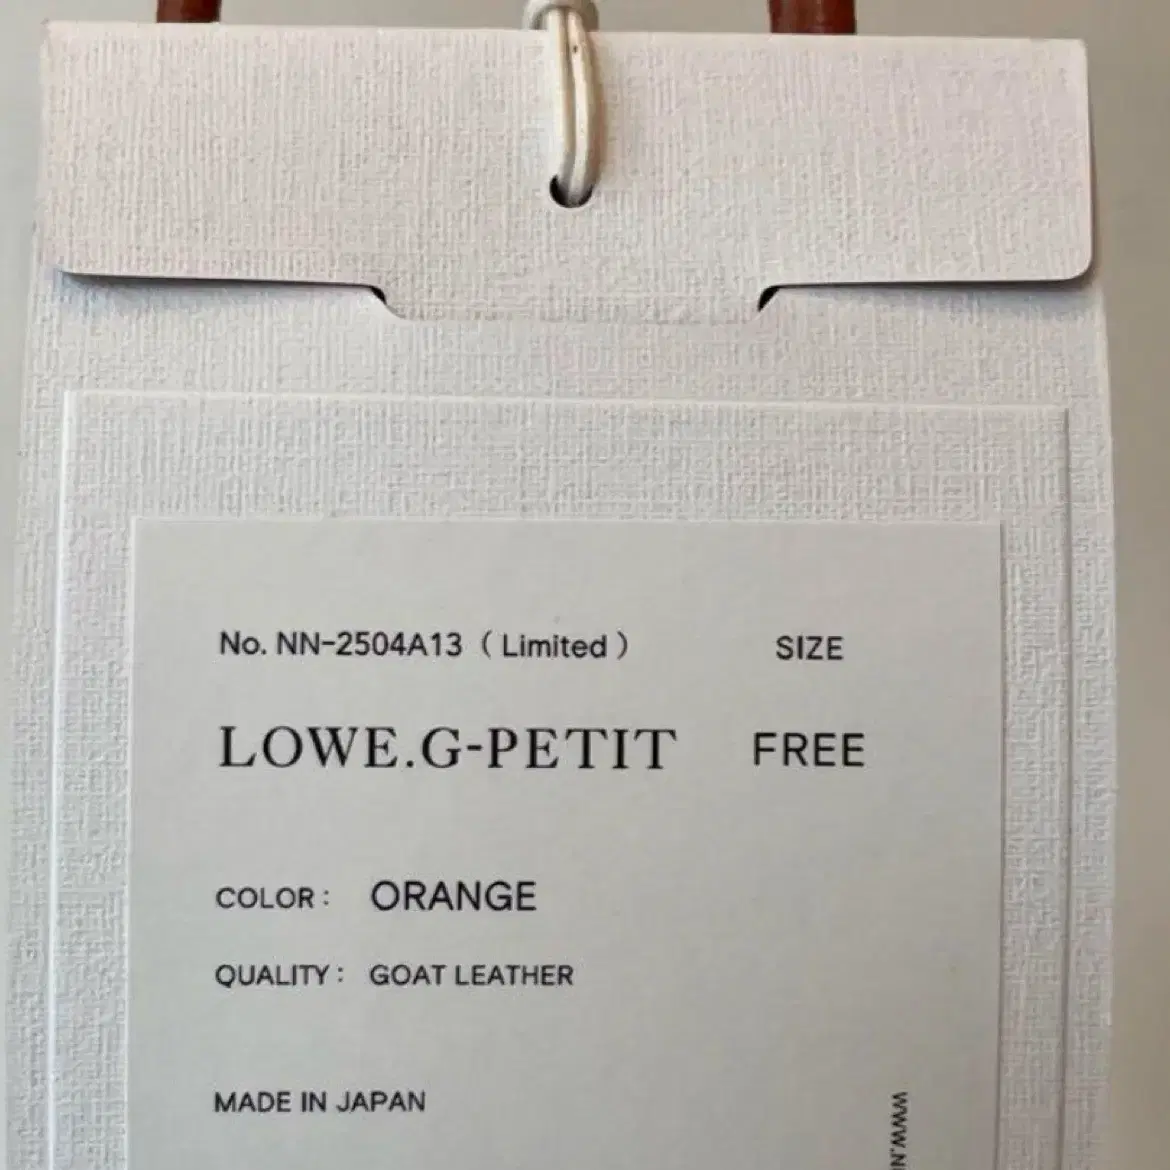 No. NN-2504A13 ( Limited ) SIZE
LOWE.G-PETIT FREE
COLOR : ORANGE
QUALITY : GOAT LEATHER
MADE IN JAPAN